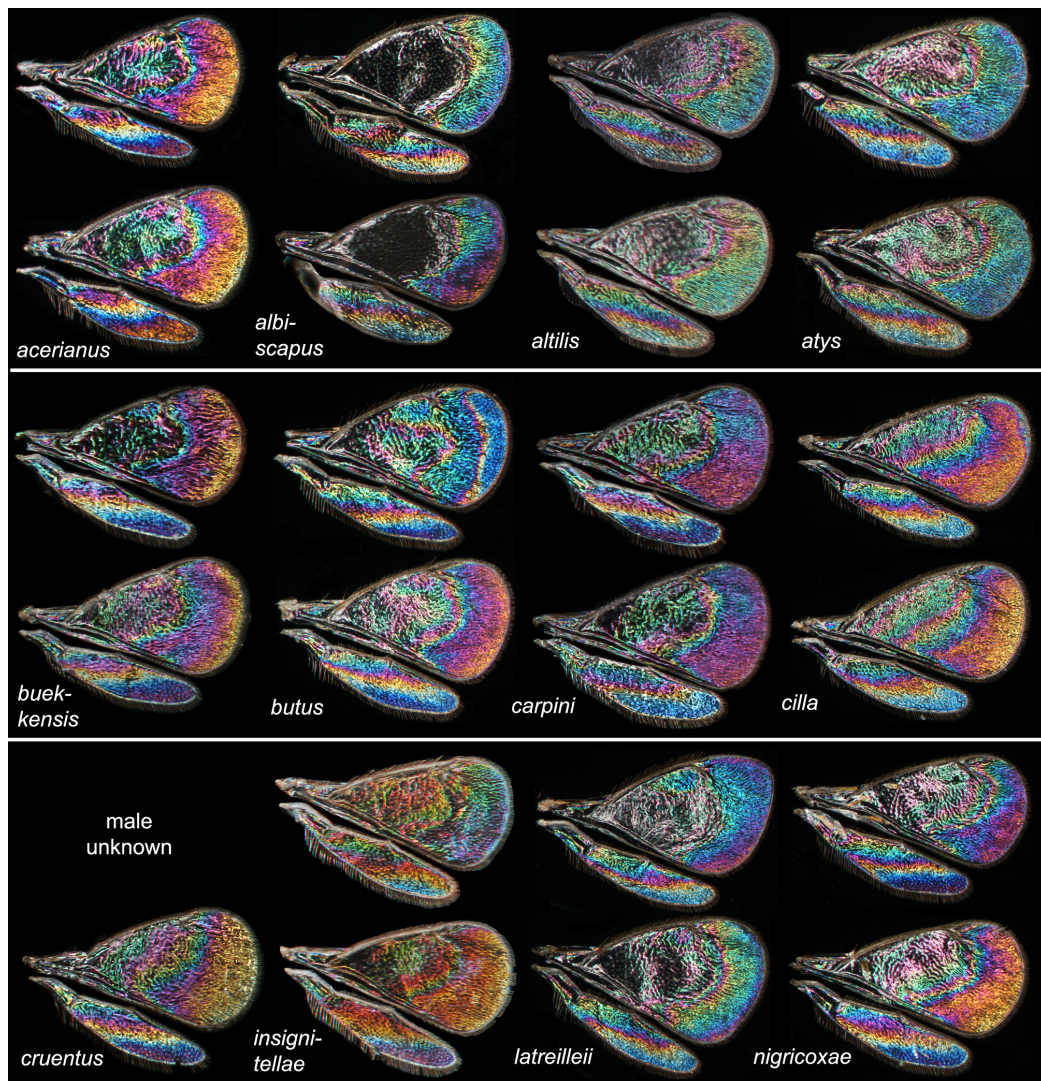 acerianus
albi-
scapus
altilis
atys
buek-
kensis
butus
carpini
cilla
male
unknown
cruentus
insigni-
tellae
latreilleii
nigricoxae